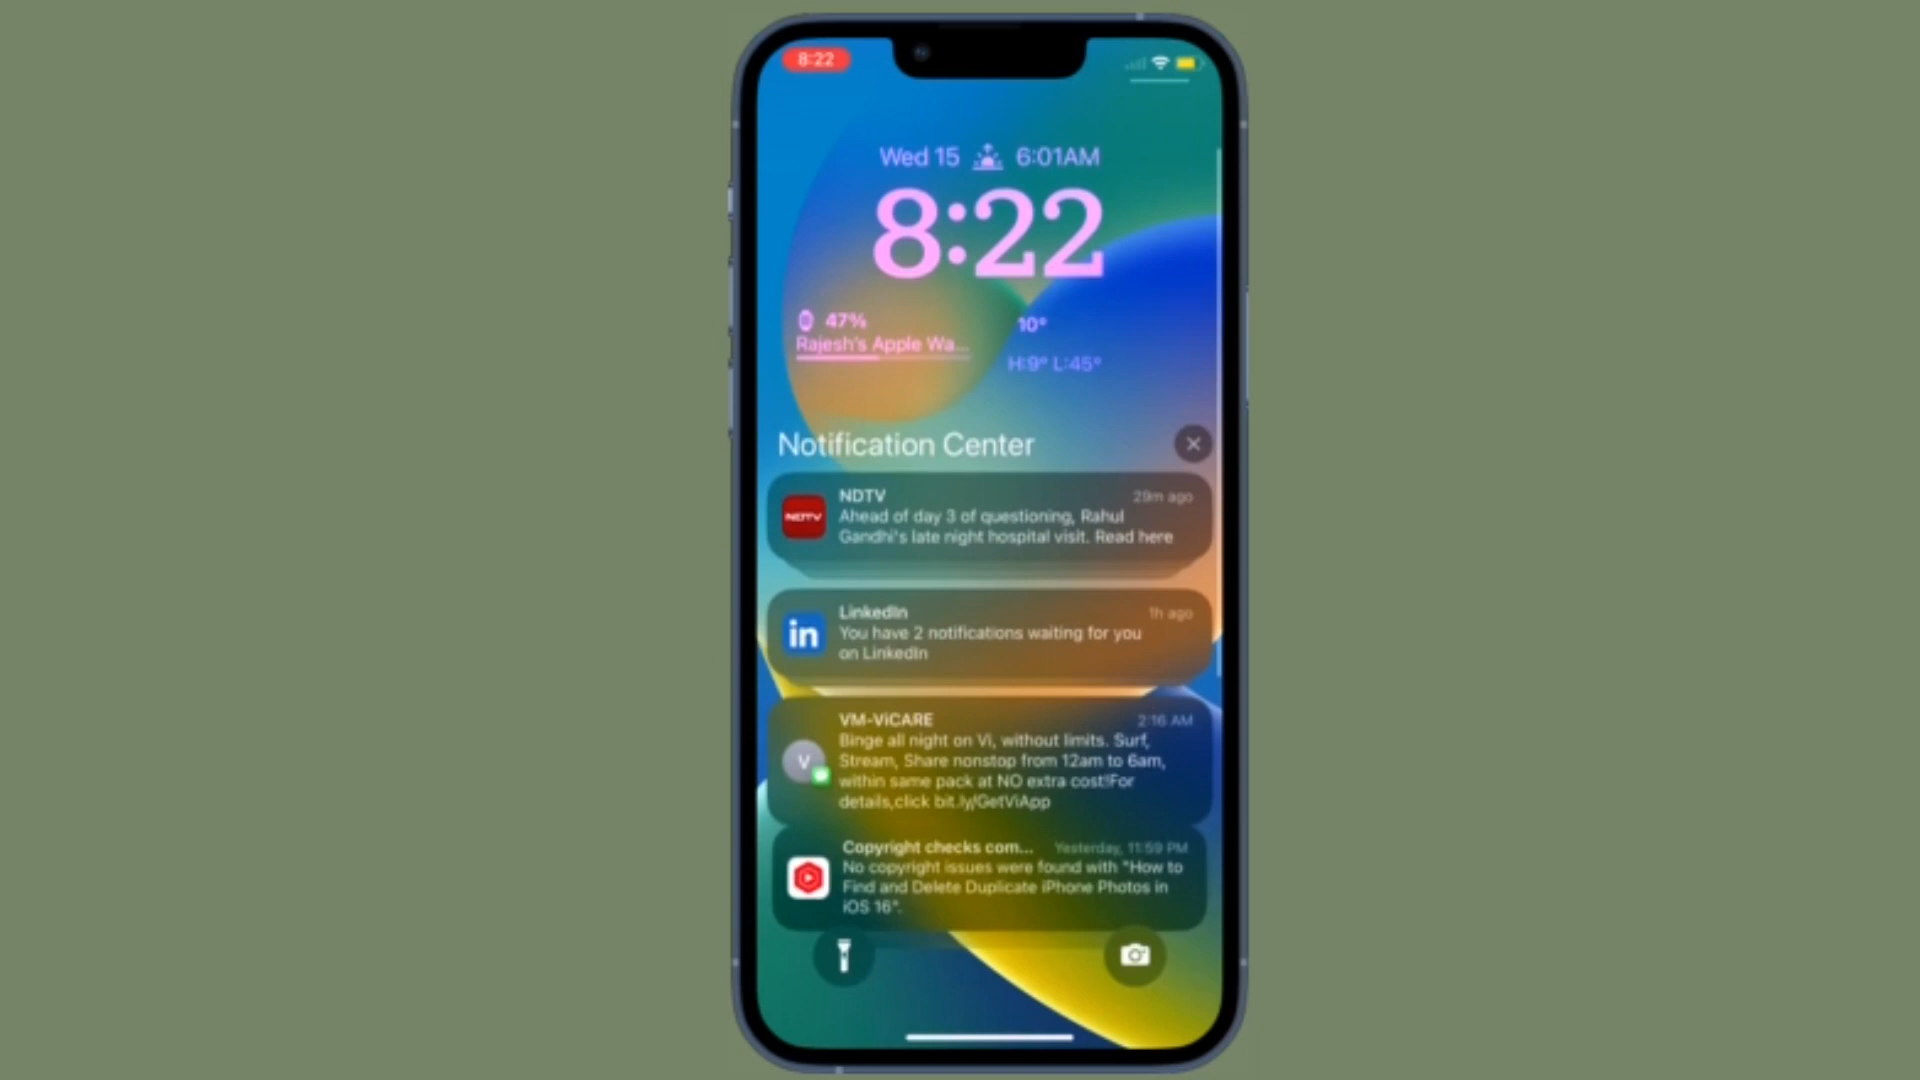 8:22
Wed 15 6:01AM
8:22
47%
Rajesh's Apple Wa...
10°
H:9° L:45°
Notification Center
NDTV
NDTV 29m ago
Ahead of day 3 of questioning, Rahul
Gandhi's late night hospital visit. Read here
in
LinkedIn 1h ago
You have 2 notifications waiting for you
on LinkedIn
V
VM-ViCARE 2:16 AM
Binge all night on Vi, without limits. Surf,
Stream, Share nonstop from 12am to 6am,
within same pack at NO extra cost!For
details,click bit.ly/GetViApp
Copyright checks com... Yesterday, 11:59 PM
No copyright issues were found with "How to
Find and Delete Duplicate iPhone Photos in
iOS 16".